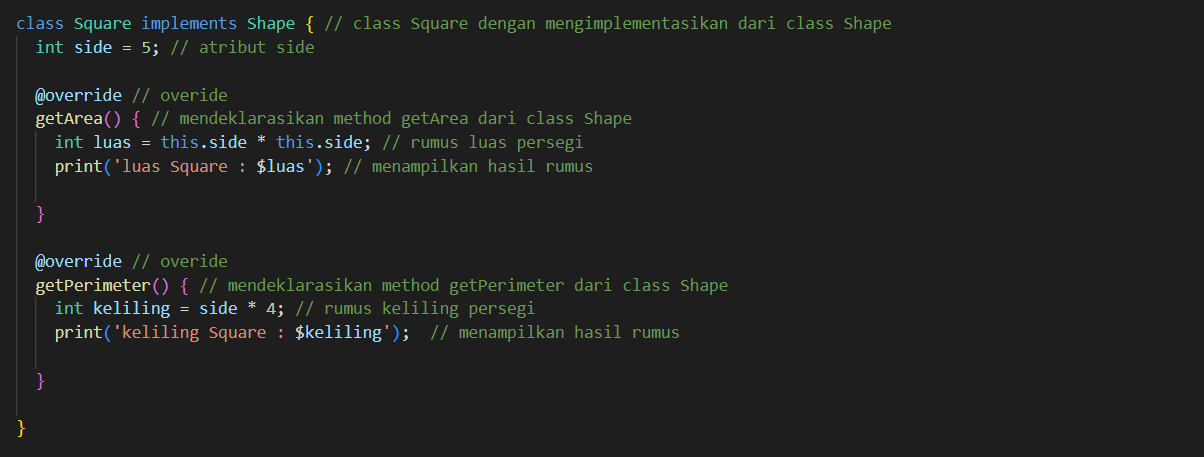 class Square implements Shape { // class Square dengan mengimplementasikan dari class Shape
  int side = 5; // atribut side
  @override // overide
  getArea() { // mendeklarasikan method getArea dari class Shape
    int luas = this.side * this.side; // rumus luas persegi
    print('luas Square : $luas'); // menampilkan hasil rumus
  }
  @override // overide
  getPerimeter() { // mendeklarasikan method getPerimeter dari class Shape
    int keliling = side * 4; // rumus keliling persegi
    print('keliling Square : $keliling');  // menampilkan hasil rumus
  }
}